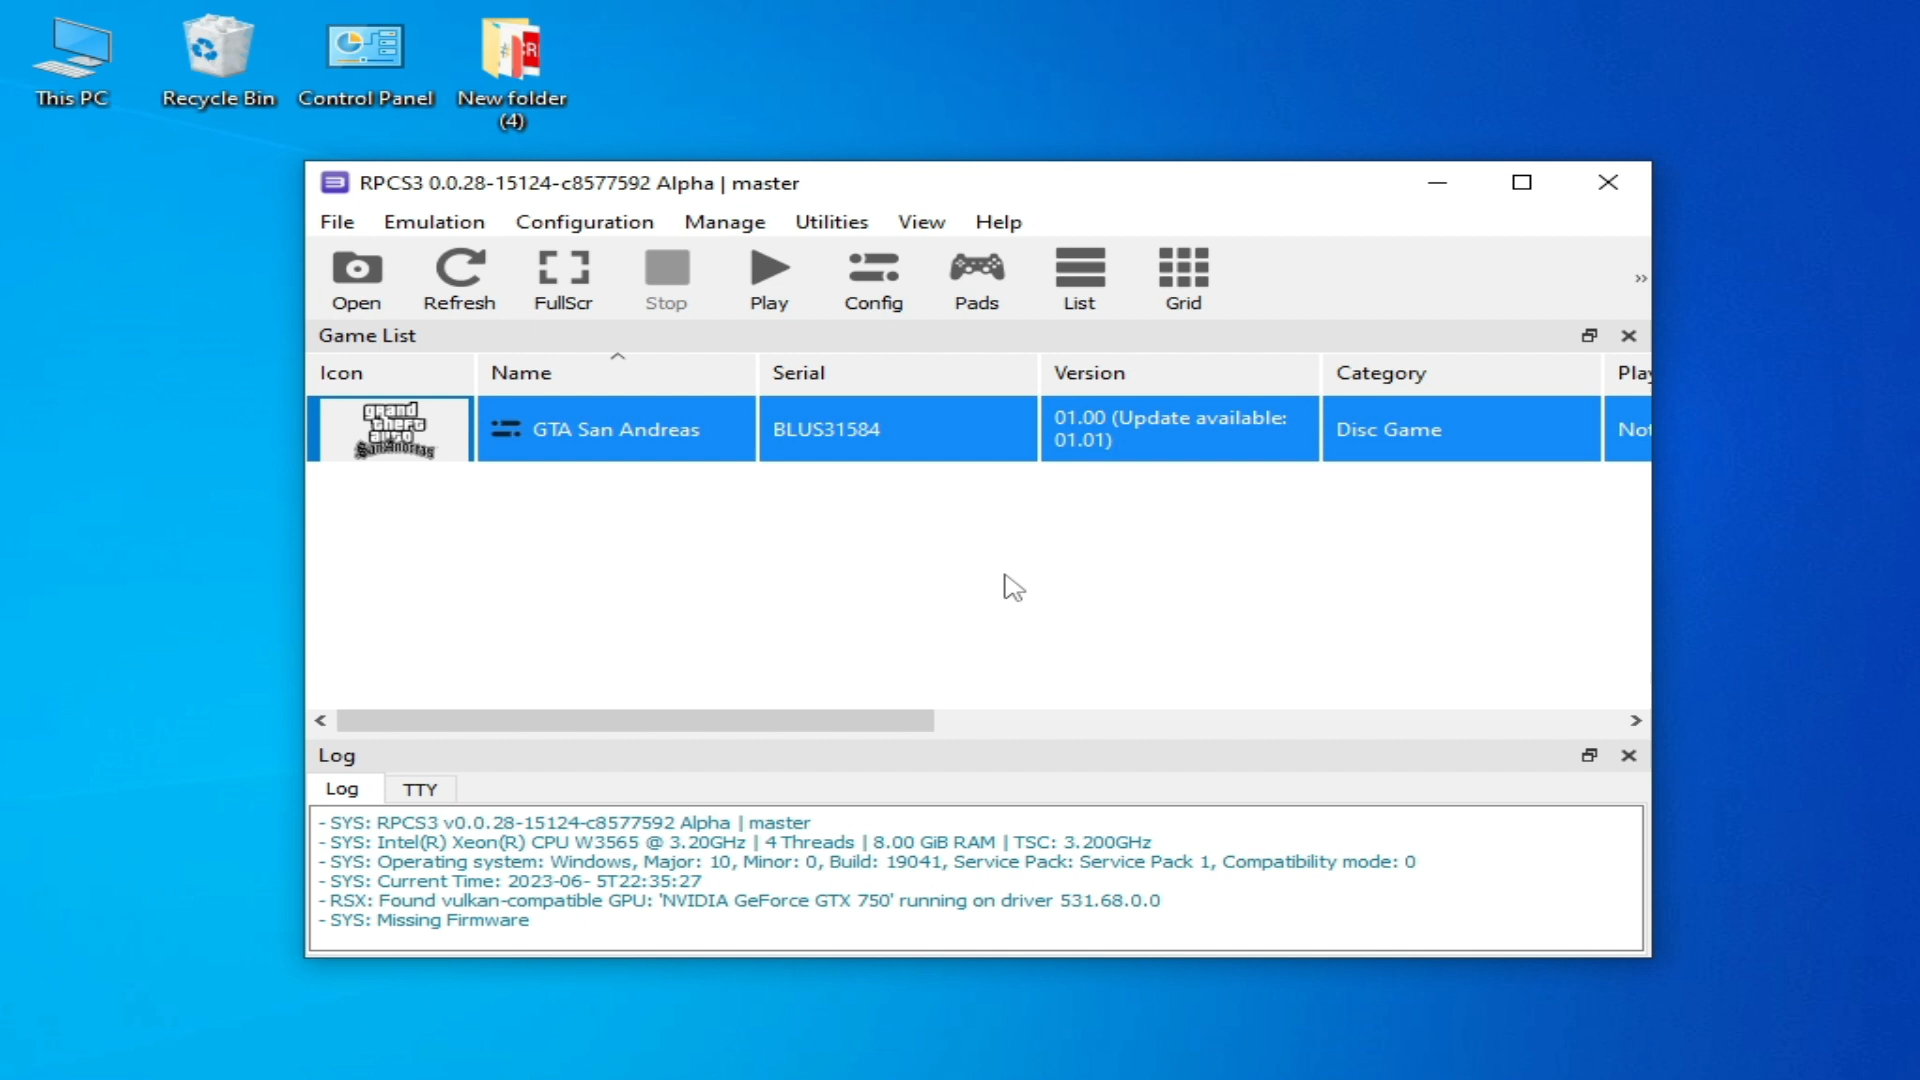 This PC
Recycle Bin
Control Panel
New folder
(4)
RPCS3 0.0.28-15124-c8577592 Alpha | master
File Emulation Configuration Manage Utilities View Help
Open Refresh FullScr Stop Play Config Pads List Grid
Game List
Icon Name Serial Version Category Play
grand
theft
auto
SanAndreas
GTA San Andreas
BLUS31584
01.00 (Update available:
01.01)
Disc Game
Not
Log
Log TTY
- SYS: RPCS3 v0.0.28-15124-c8577592 Alpha | master
- SYS: Intel(R) Xeon(R) CPU W3565 @ 3.20GHz | 4 Threads | 8.00 GiB RAM | TSC: 3.200GHz
- SYS: Operating system: Windows, Major: 10, Minor: 0, Build: 19041, Service Pack: Service Pack 1, Compatibility mode: 0
- SYS: Current Time: 2023-06- 5T22:35:27
- RSX: Found vulkan-compatible GPU: 'NVIDIA GeForce GTX 750' running on driver 531.68.0.0
- SYS: Missing Firmware